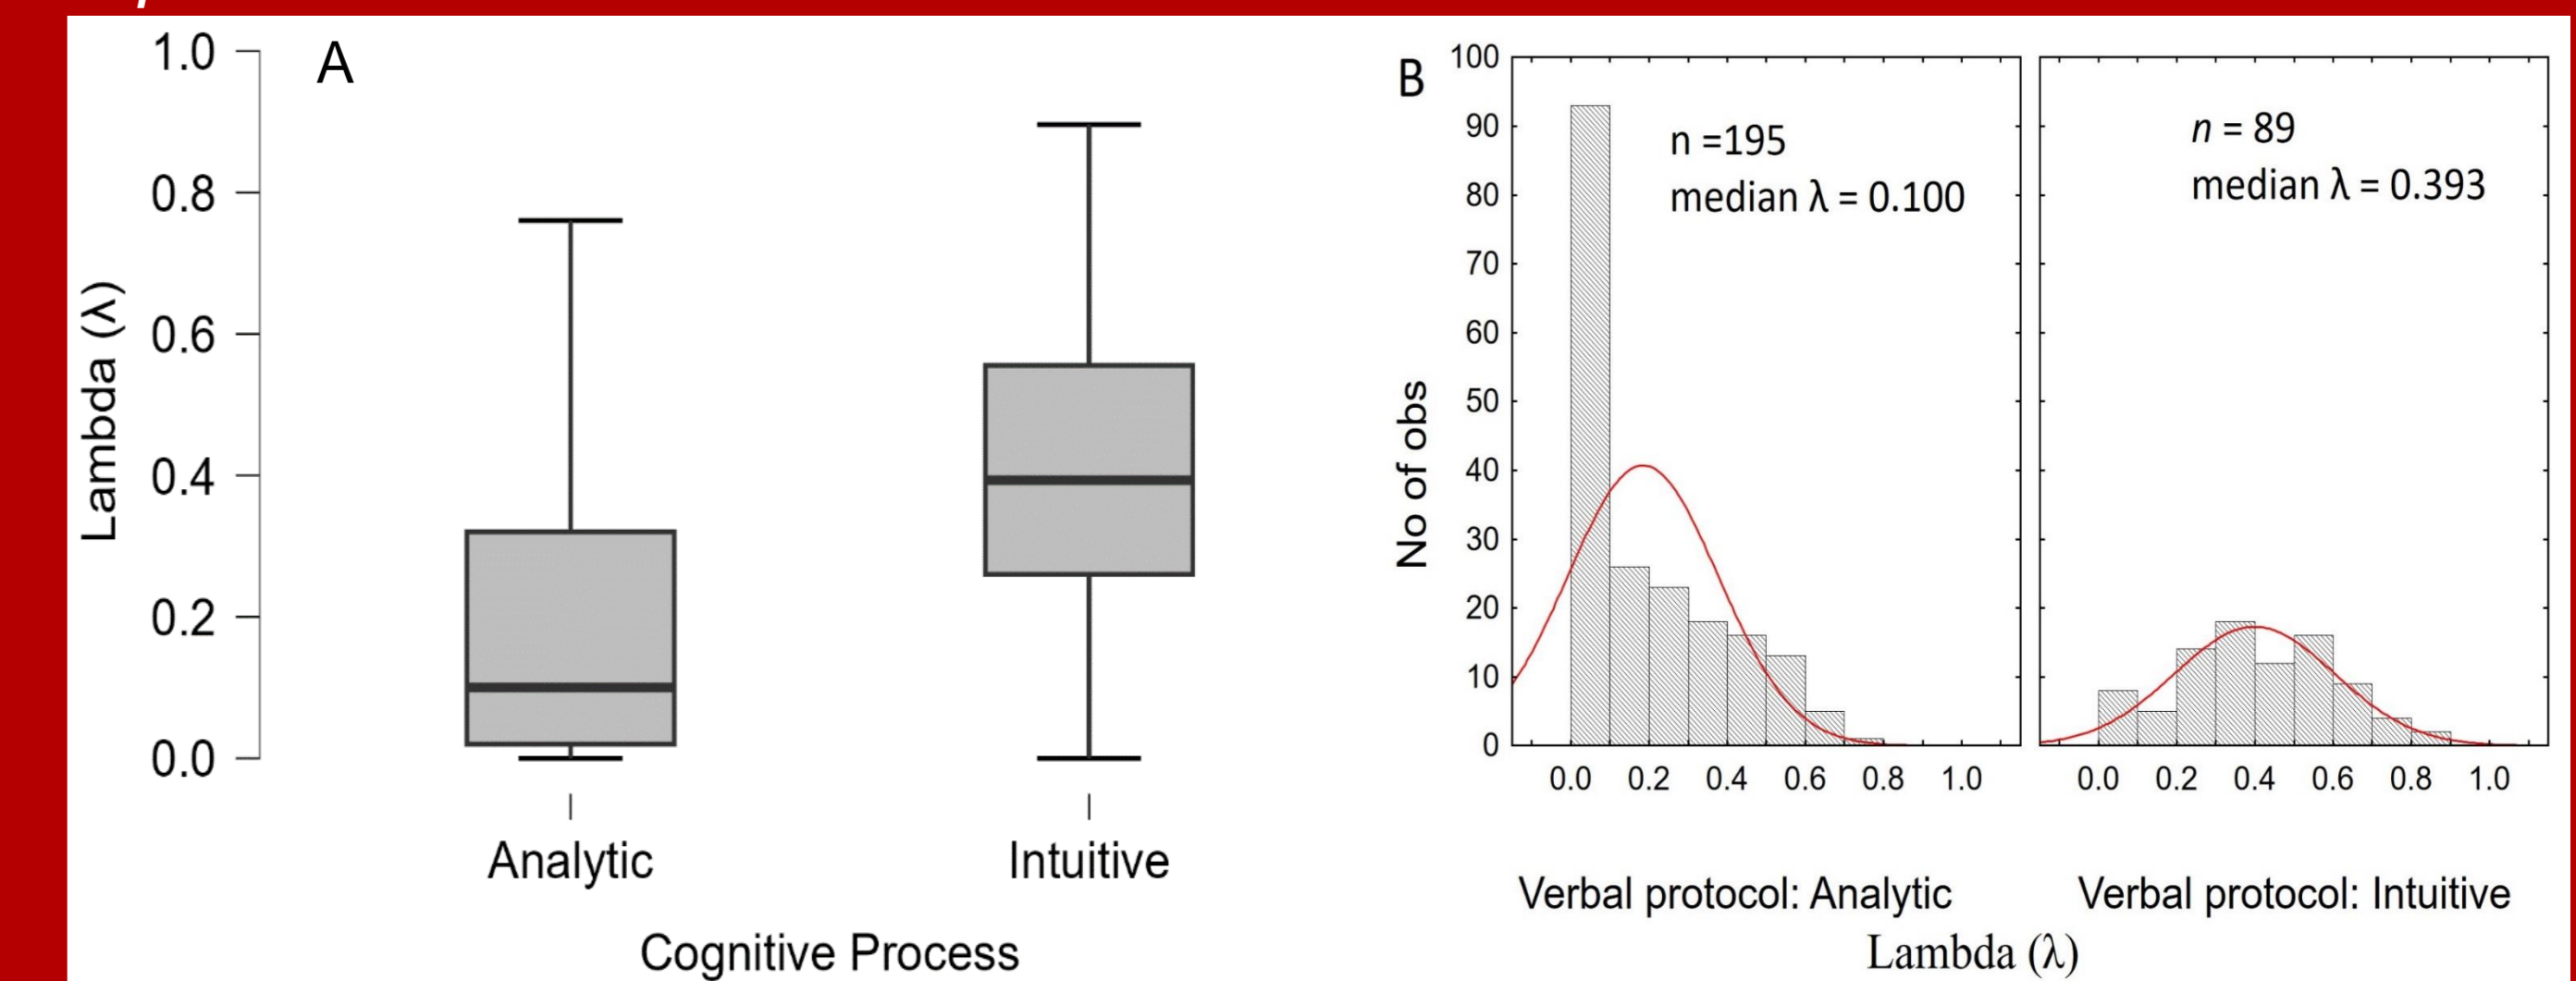 A
1.0
0.8
0.6
0.4
0.2
0.0
Lambda (λ)
Analytic
Intuitive
Cognitive Process
B
100
90
80
70
60
50
40
30
20
10
0
No of obs
n =195
median λ = 0.100
n = 89
median λ = 0.393
0.0 0.2 0.4 0.6 0.8 1.0
0.0 0.2 0.4 0.6 0.8 1.0
Verbal protocol: Analytic
Verbal protocol: Intuitive
Lambda (λ)